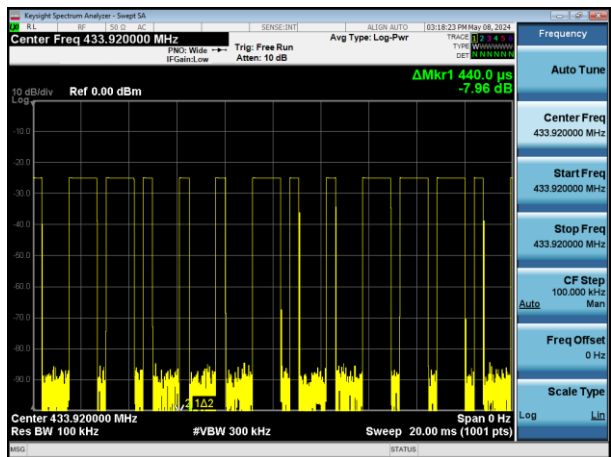 Keysight Spectrum Analyzer - Swept SA
RL RF 50 Ω AC SENSE:INT ALIGN AUTO 03:18:23 PM May 08, 2024
Center Freq 433.920000 MHz
PNO: Wide
IFGain:Low
Trig: Free Run
Atten: 10 dB
Avg Type: Log-Pwr
TRACE 1 2 3 4 5 6
TYPE WWWWWW
DET NNNNNN
ΔMkr1 440.0 µs
-7.96 dB
10 dB/div Ref 0.00 dBm
Log
-10.0
-20.0
-30.0
-40.0
-50.0
-60.0
-70.0
-80.0
-90.0
1Δ2
Center 433.920000 MHz Span 0 Hz
Res BW 100 kHz #VBW 300 kHz Sweep 20.00 ms (1001 pts)
MSG STATUS
Frequency
Auto Tune
Center Freq
433.920000 MHz
Start Freq
433.920000 MHz
Stop Freq
433.920000 MHz
CF Step
100.000 kHz
Auto Man
Freq Offset
0 Hz
Scale Type
Log Lin